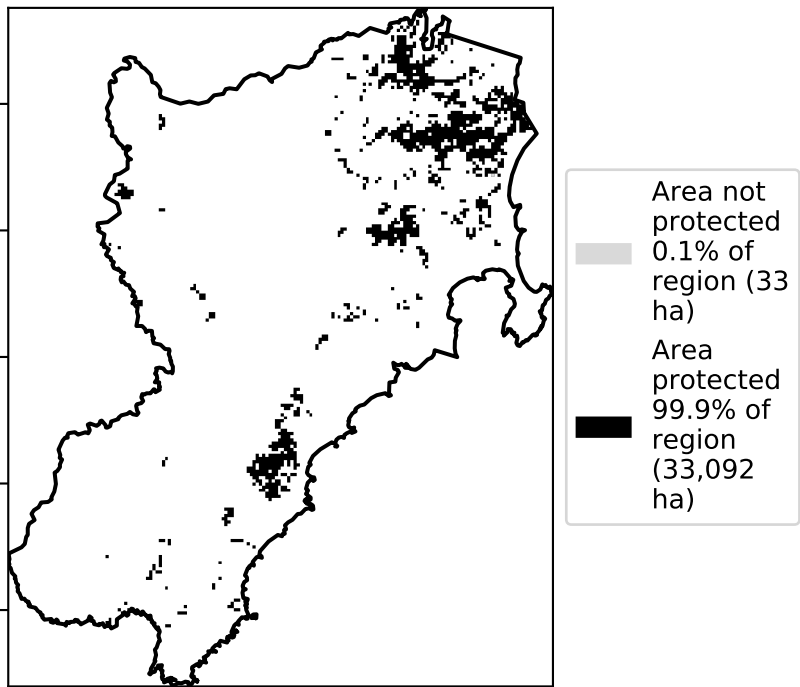 Area not
protected
0.1% of
region (33
ha)
Area
protected
99.9% of
region
(33,092
ha)